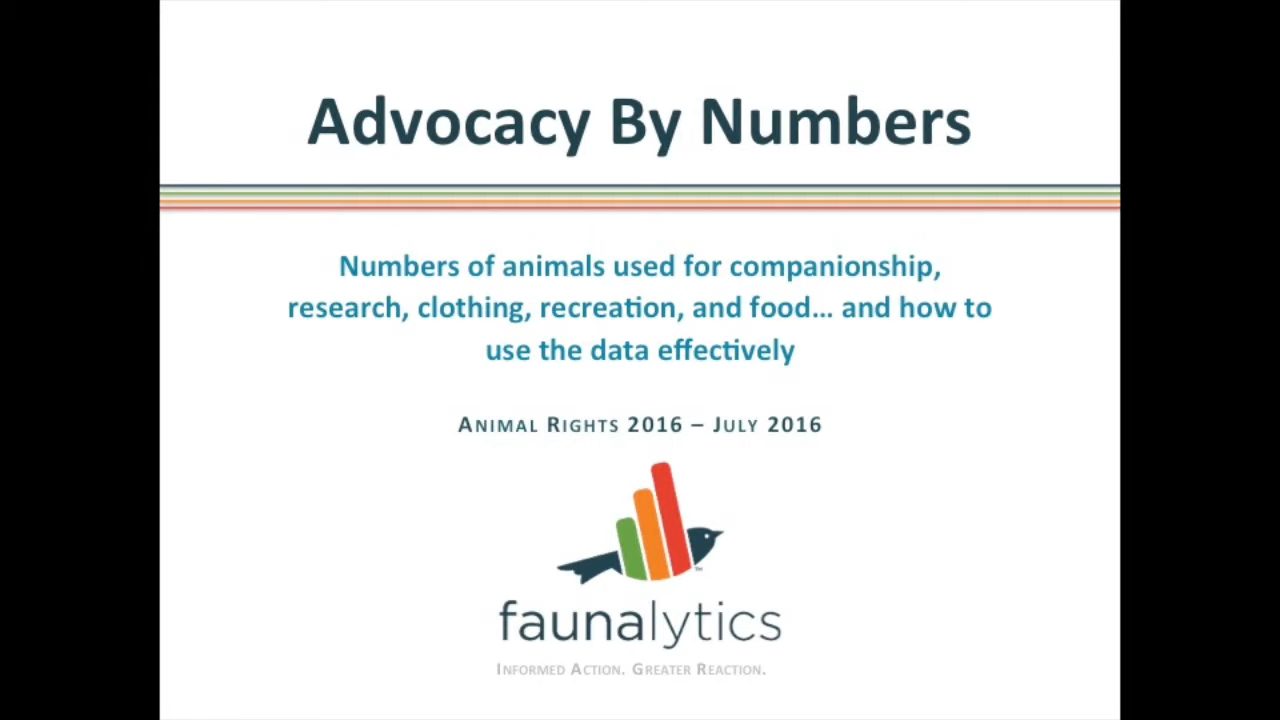 Advocacy By Numbers
Numbers of animals used for companionship,
research, clothing, recreation, and food… and how to
use the data effectively
Animal Rights 2016 – July 2016
TM
faunalytics
Informed Action. Greater Reaction.